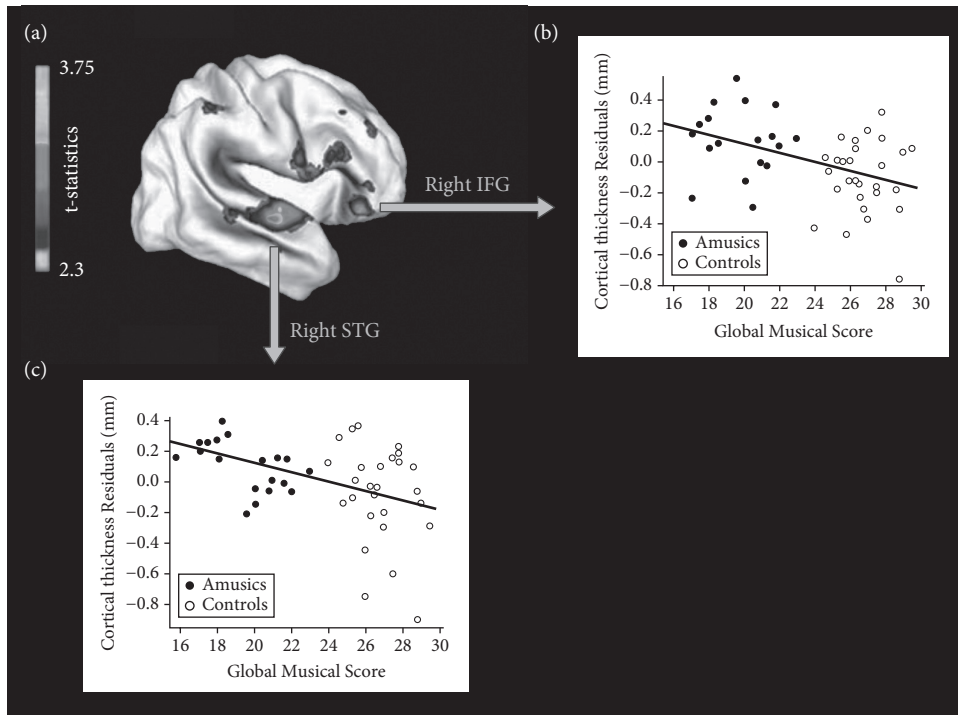 (a)
3.75
t-statistics
2.3
Right IFG
Right STG
(b)
Cortical thickness Residuals (mm)
0.4
0.2
0.0
−0.2
−0.4
−0.6
−0.8
Amusics
Controls
16 18 20 22 24 26 28 30
Global Musical Score
(c)
Cortical thickness Residuals (mm)
0.4
0.2
0.0
−0.2
−0.4
−0.6
−0.8
Amusics
Controls
16 18 20 22 24 26 28 30
Global Musical Score